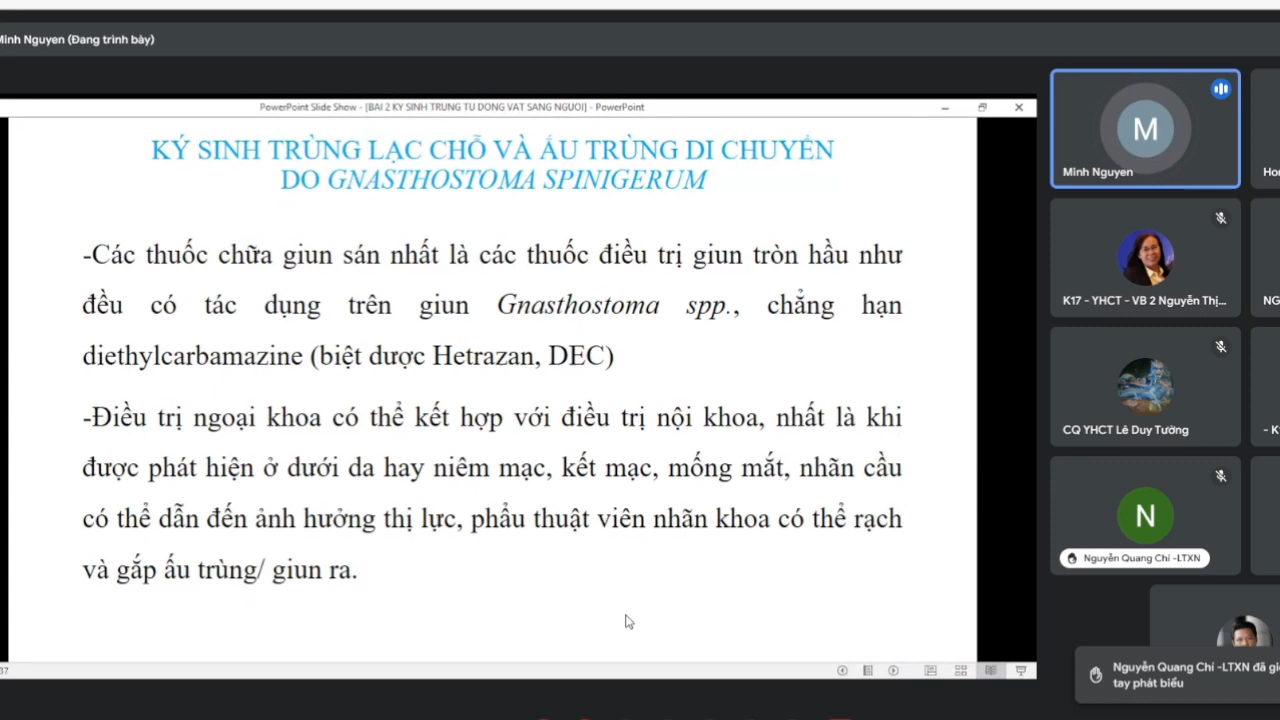 Minh Nguyen (Đang trình bày)
PowerPoint Slide Show - [BAI 2 KY SINH TRUNG TU DONG VAT SANG NGUOI] - PowerPoint
KÝ SINH TRÙNG LẠC CHỖ VÀ ẤU TRÙNG DI CHUYỂN
DO GNASTHOSTOMA SPINIGERUM
-Các thuốc chữa giun sán nhất là các thuốc điều trị giun tròn hầu như
đều có tác dụng trên giun Gnasthostoma spp., chẳng hạn
diethylcarbamazine (biệt dược Hetrazan, DEC)
-Điều trị ngoại khoa có thể kết hợp với điều trị nội khoa, nhất là khi
được phát hiện ở dưới da hay niêm mạc, kết mạc, mống mắt, nhãn cầu
có thể dẫn đến ảnh hưởng thị lực, phẩu thuật viên nhãn khoa có thể rạch
và gắp ấu trùng/ giun ra.
M
Minh Nguyen
Ho
K17 - YHCT - VB 2 Nguyễn Thị...
NG
CQ YHCT Lê Duy Tường
- K
N
Nguyễn Quang Chí -LTXN
Nguyễn Quang Chí -LTXN đã gi
tay phát biểu
37